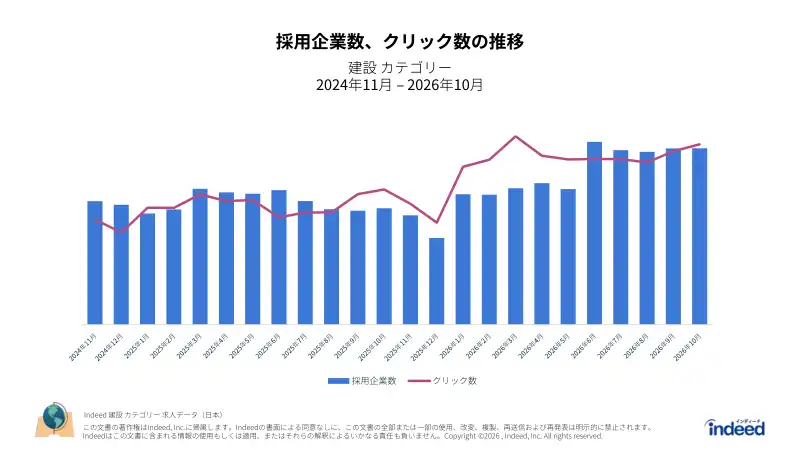 採用企業数、クリック数の推移
建設 カテゴリー
2024年11月 – 2026年10月
2024年11月
2024年12月
2025年1月
2025年2月
2025年3月
2025年4月
2025年5月
2025年6月
2025年7月
2025年8月
2025年9月
2025年10月
2025年11月
2025年12月
2026年1月
2026年2月
2026年3月
2026年4月
2026年5月
2026年6月
2026年7月
2026年8月
2026年9月
2026年10月
採用企業数
クリック数
Indeed 建設 カテゴリー 求人データ（日本）
この文書の著作権はIndeed, Inc.に帰属します。Indeedの書面による同意なしに、この文書の全部または一部の使用、改変、複製、再送信および再発表は明示的に禁止されます。
Indeedはこの文書に含まれる情報の使用もしくは適用、またはそれらの解釈によるいかなる責任も負いません。Copyright ©2026 , Indeed, Inc. All rights reserved.
インディード
indeed